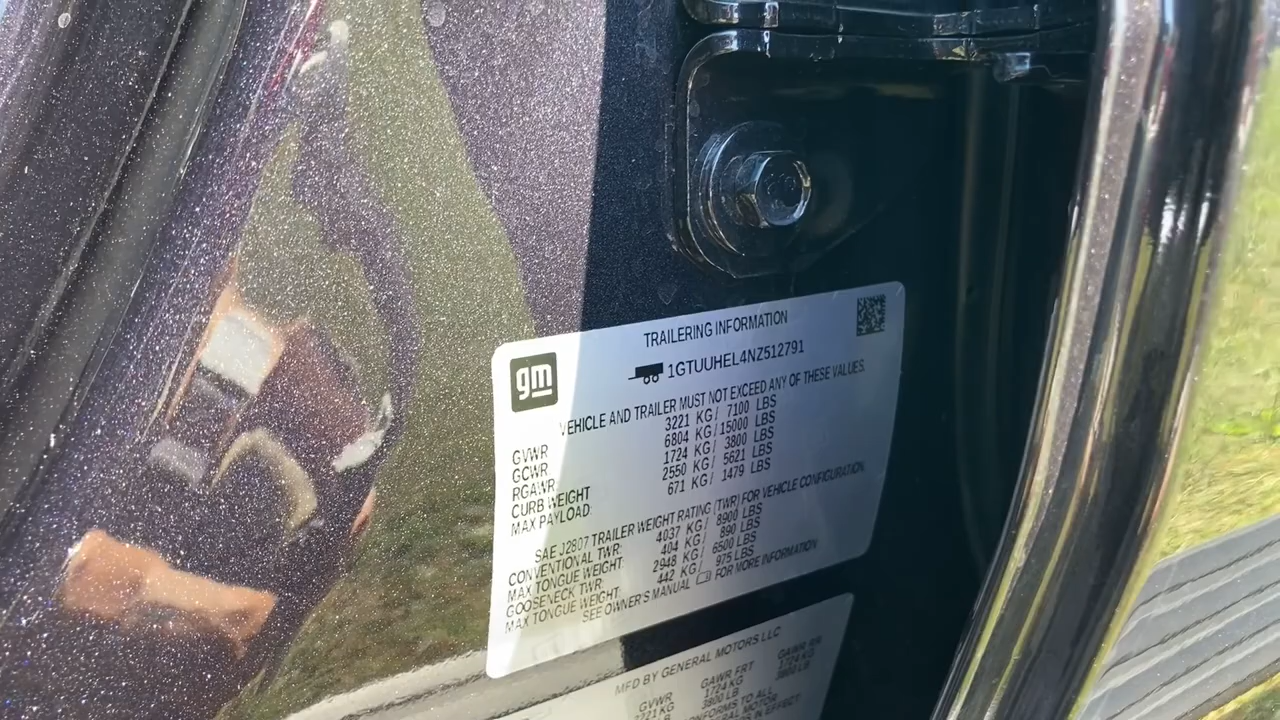 TRAILERING INFORMATION
gm
1GTUUHEL4NZ512791
VEHICLE AND TRAILER MUST NOT EXCEED ANY OF THESE VALUES.
GVWR 3221 KG/ 7100 LBS
GCWR 6804 KG/15000 LBS
RGAWR 1724 KG/ 3800 LBS
CURB WEIGHT 2550 KG/ 5621 LBS
MAX PAYLOAD: 671 KG/ 1479 LBS
SAE J2807 TRAILER WEIGHT RATING (TWR) FOR VEHICLE CONFIGURATION.
CONVENTIONAL TWR: 4037 KG/ 8900 LBS
MAX TONGUE WEIGHT: 404 KG/ 890 LBS
GOOSENECK TWR: 2948 KG/ 6500 LBS
MAX TONGUE WEIGHT: 442 KG/ 975 LBS
SEE OWNER'S MANUAL FOR MORE INFORMATION
MFD BY GENERAL MOTORS LLC
GVWR GAWR FRT GAWR RR
1724 KG 1724 KG
3800 LB 3800 LB